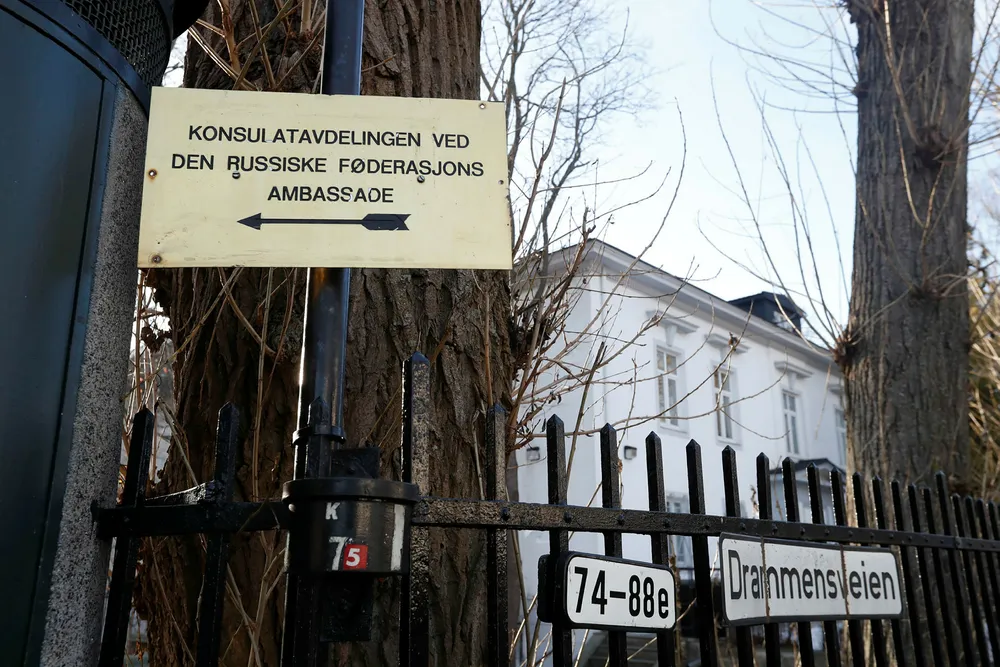 KONSULATAVDELINGEN VED
DEN RUSSISKE FØDERASJONS
AMBASSADE
K
75
74-88e
Drammensveien